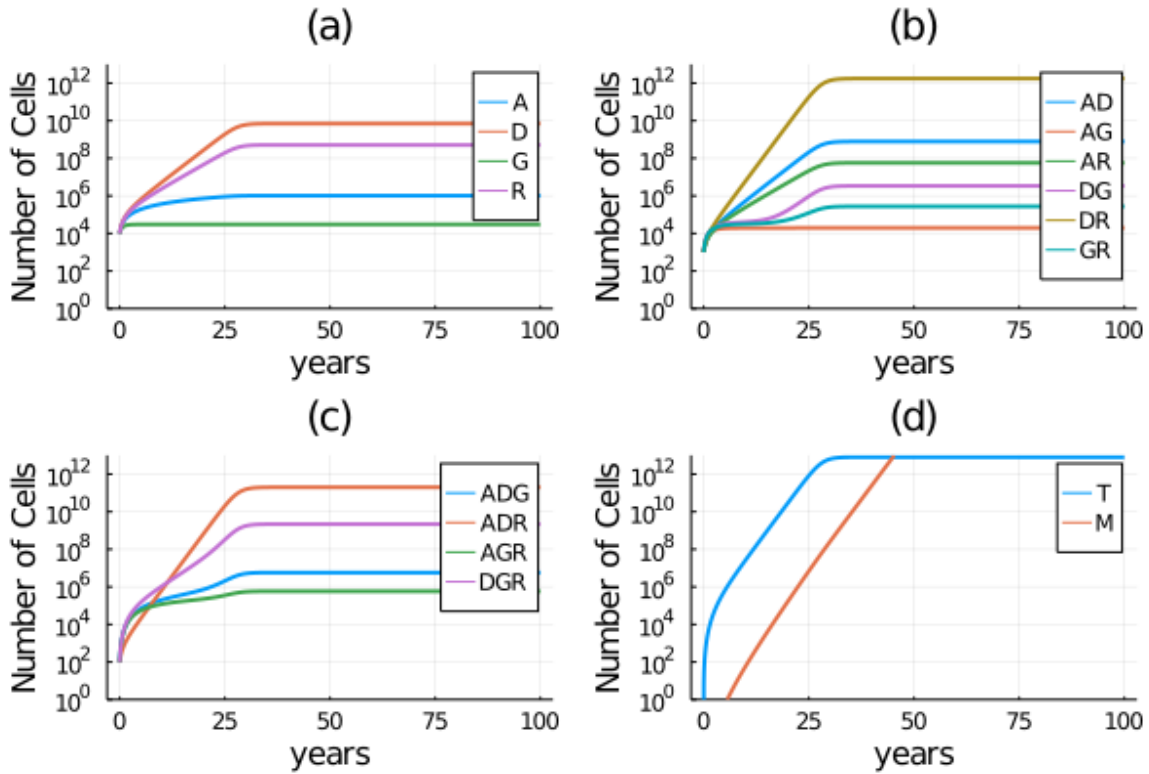 (a)
Number of Cells
10^12
10^10
10^8
10^6
10^4
10^2
10^0
0 25 50 75 100
years
A
D
G
R
(b)
Number of Cells
10^12
10^10
10^8
10^6
10^4
10^2
10^0
0 25 50 75 100
years
AD
AG
AR
DG
DR
GR
(c)
Number of Cells
10^12
10^10
10^8
10^6
10^4
10^2
10^0
0 25 50 75 100
years
ADG
ADR
AGR
DGR
(d)
Number of Cells
10^12
10^10
10^8
10^6
10^4
10^2
10^0
0 25 50 75 100
years
T
M